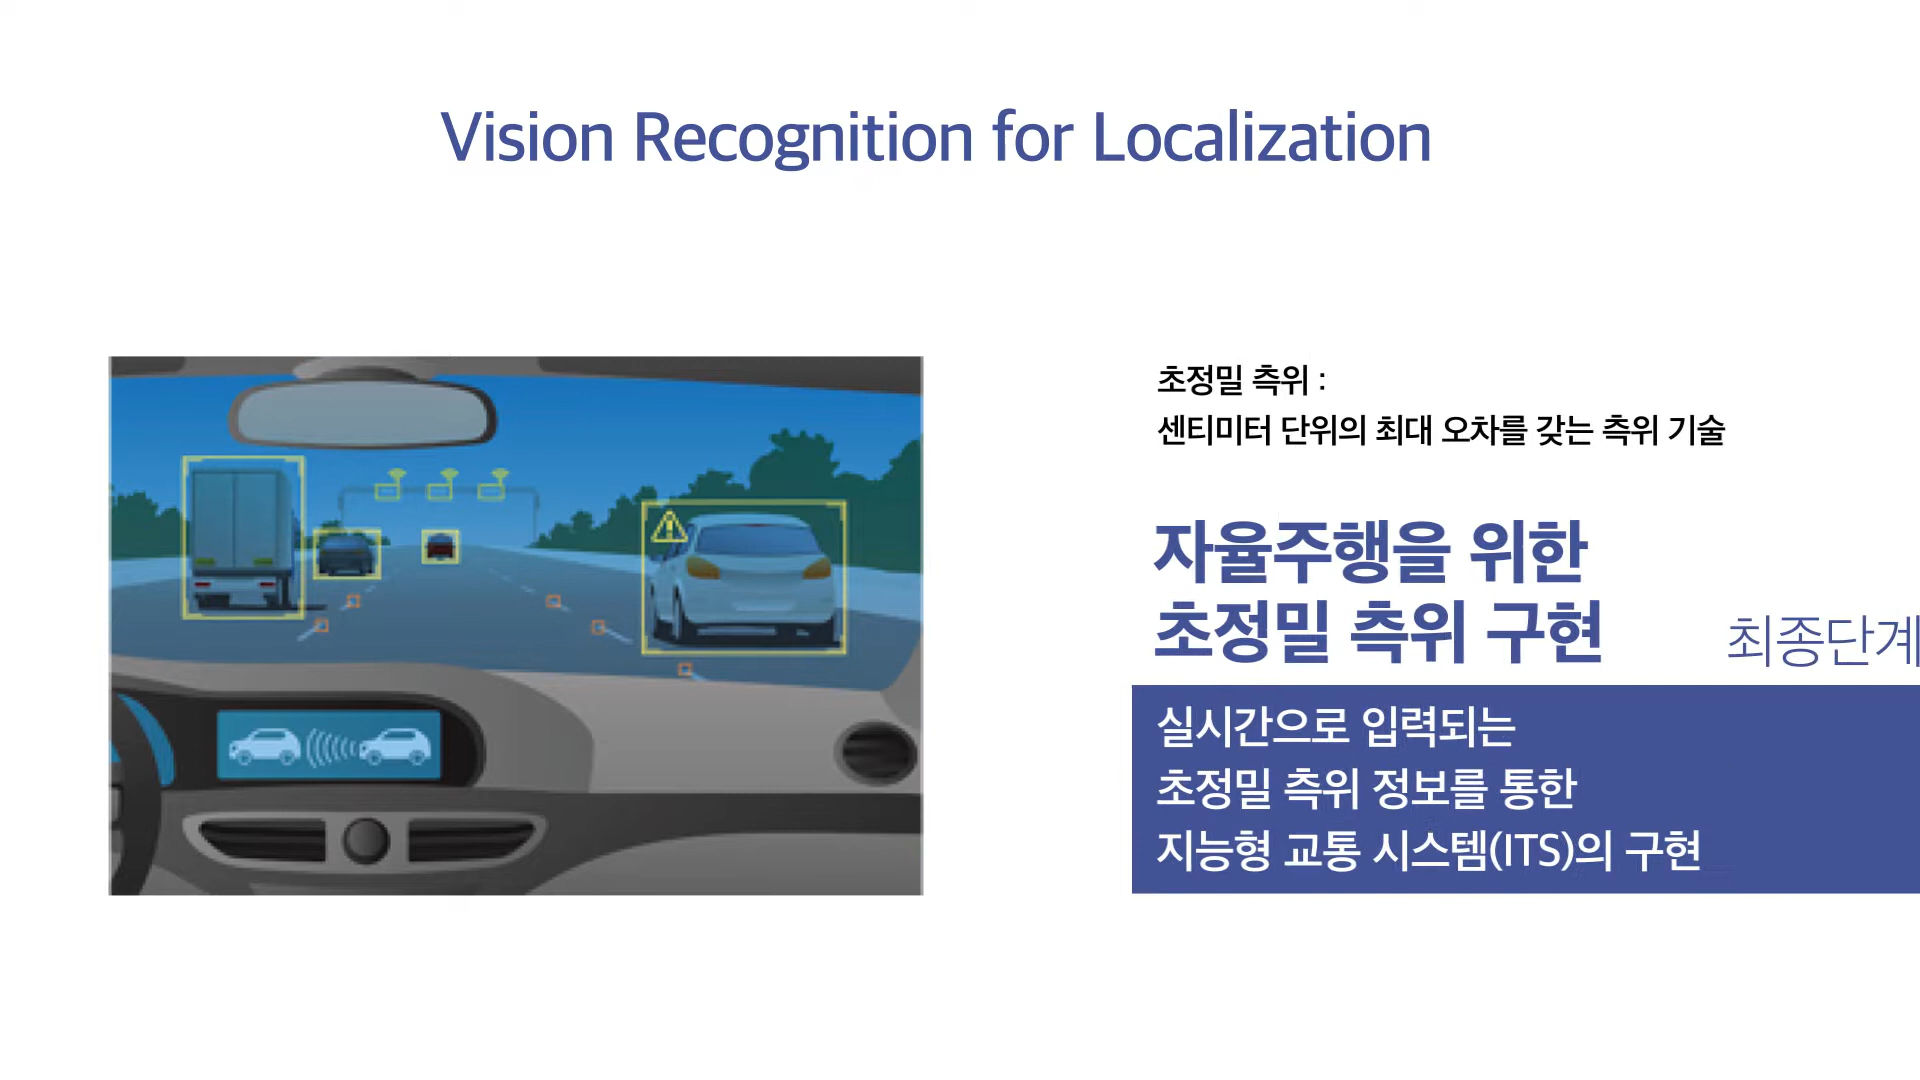 Vision Recognition for Localization
초정밀 측위 :
센티미터 단위의 최대 오차를 갖는 측위 기술
자율주행을 위한
초정밀 측위 구현
최종단계
실시간으로 입력되는
초정밀 측위 정보를 통한
지능형 교통 시스템(ITS)의 구현